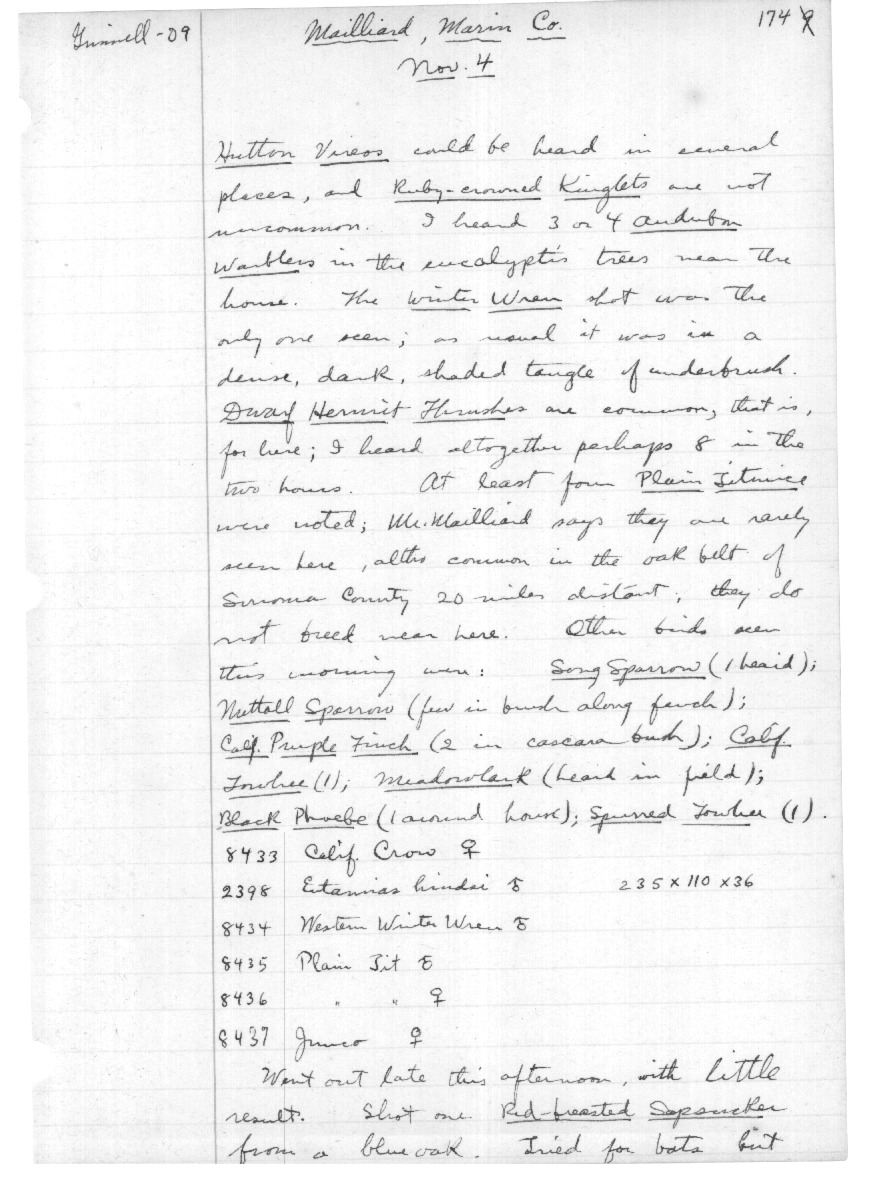 Grinnell-09
Mailliard, Marin Co.
174
Nov. 4
Hutton Vireos could be heard in several
places, and Ruby-crowned Kinglets are not
uncommon. I heard 3 or 4 Audubon
Warblers in the eucalyptis trees near the
house. The Winter Wren shot was the
only one seen; as usual it was in a
dense, dark, shaded tangle of underbrush.
Dwarf Hermit Thrushes are common, that is,
for here; I heard altogether perhaps 8 in the
two hours. At least four Plain Titmice
were noted; Mr. Mailliard says they are rarely
seen here, altho common in the oak belt of
Sonoma County 20 miles distant; they do
not breed near here. Other birds seen
this morning were: Song Sparrow (1 heard);
Nuttall Sparrow (few in brush along fench);
Calif. Purple Finch (2 in cascara bush); Calif.
Towhee (1); Meadowlark (heard in field);
Black Phoebe (1 around house); Spurred Towhee (1).
8433 Calif. Crow ♀
2398 Eutamias hindsi ♂ 235 x 110 x 36
8434 Western Winter Wren ♂
8435 Plain Tit ♂
8436 " " ♀
8437 Junco ♀
Went out late this afternoon, with little
result. Shot one Red-breasted Sapsucker
from a blue oak. Tried for bats but